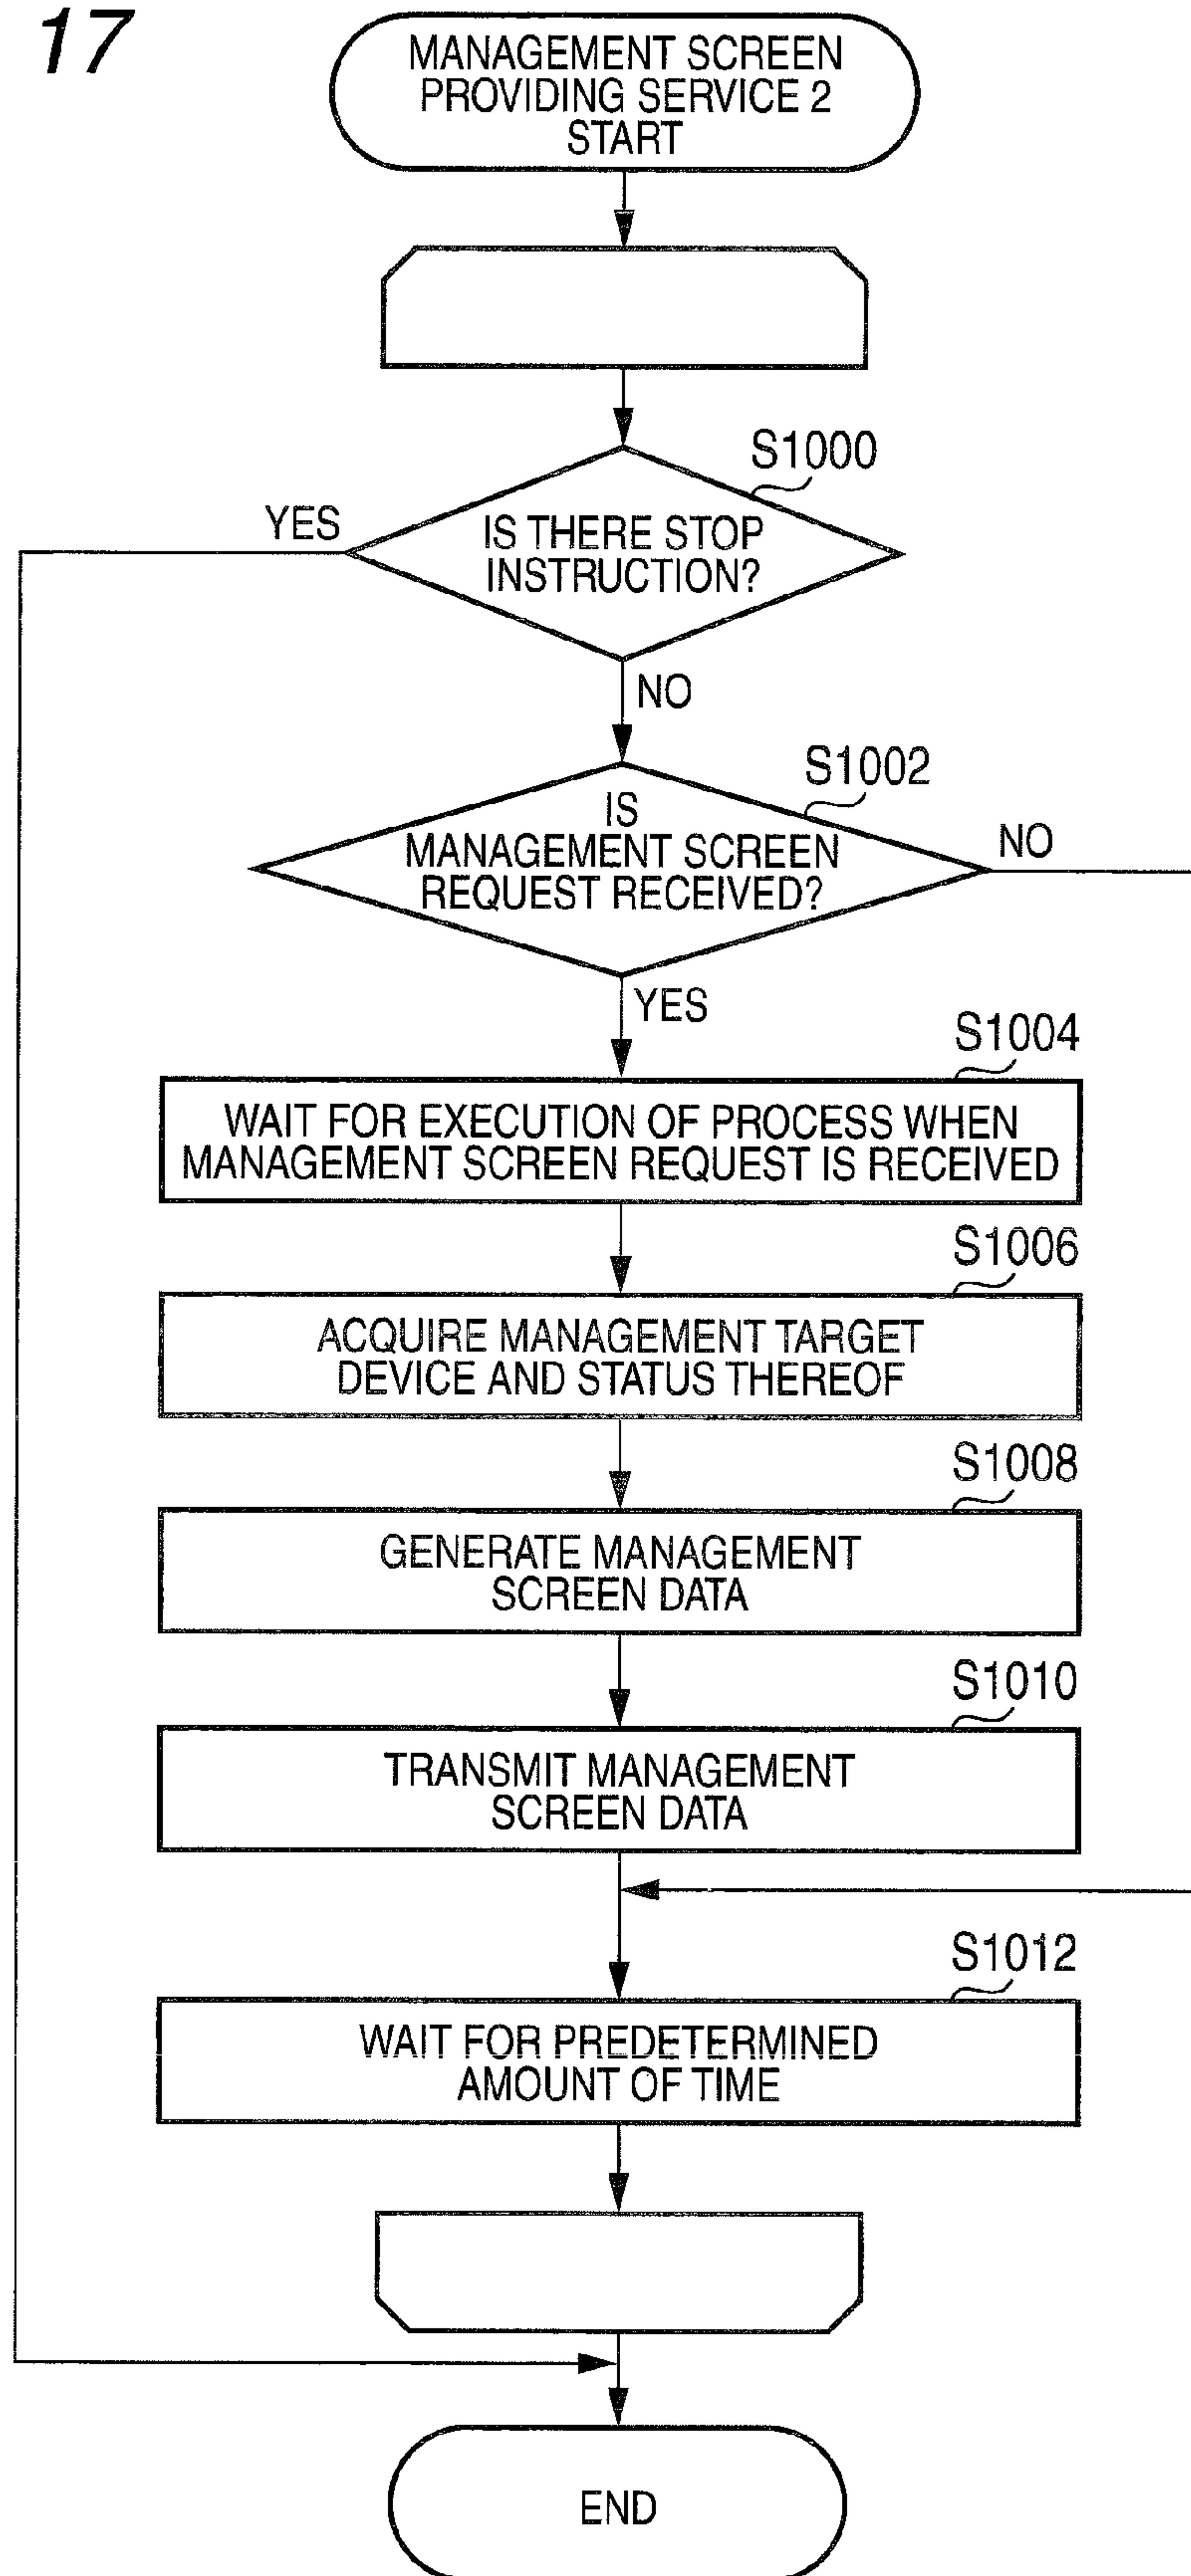 17
MANAGEMENT SCREEN
PROVIDING SERVICE 2
START
S1000
YES
IS THERE STOP
INSTRUCTION?
NO
S1002
IS
MANAGEMENT SCREEN
REQUEST RECEIVED?
NO
YES
S1004
WAIT FOR EXECUTION OF PROCESS WHEN
MANAGEMENT SCREEN REQUEST IS RECEIVED
S1006
ACQUIRE MANAGEMENT TARGET
DEVICE AND STATUS THEREOF
S1008
GENERATE MANAGEMENT
SCREEN DATA
S1010
TRANSMIT MANAGEMENT
SCREEN DATA
S1012
WAIT FOR PREDETERMINED
AMOUNT OF TIME
END